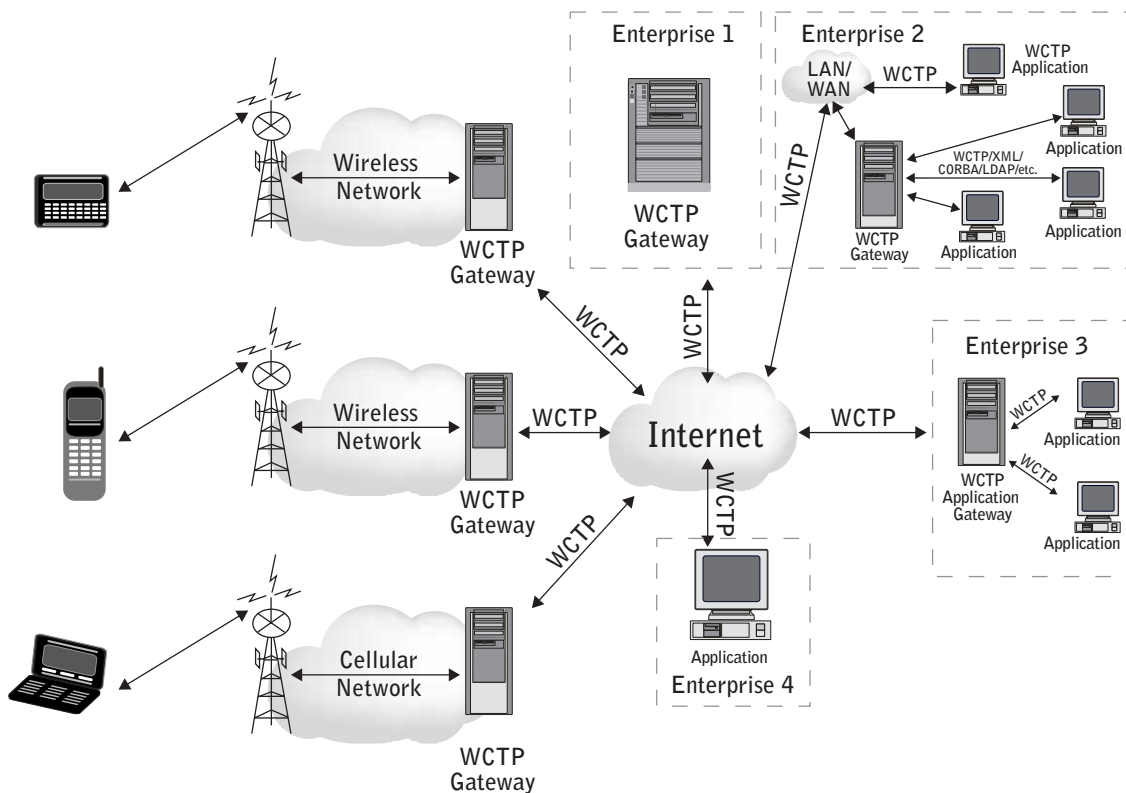 Enterprise 1
WCTP
Gateway
Enterprise 2
LAN/
WAN
WCTP
WCTP
Application
Application
WCTP/XML/
CORBA/LDAP/etc.
Application
WCTP
Gateway
Application
Wireless
Network
WCTP
Gateway
WCTP
WCTP
WCTP
Wireless
Network
WCTP
Gateway
WCTP
Internet
WCTP
Enterprise 3
WCTP
Application
WCTP
WCTP
Application
Gateway
Application
WCTP
WCTP
Application
Enterprise 4
Cellular
Network
WCTP
Gateway